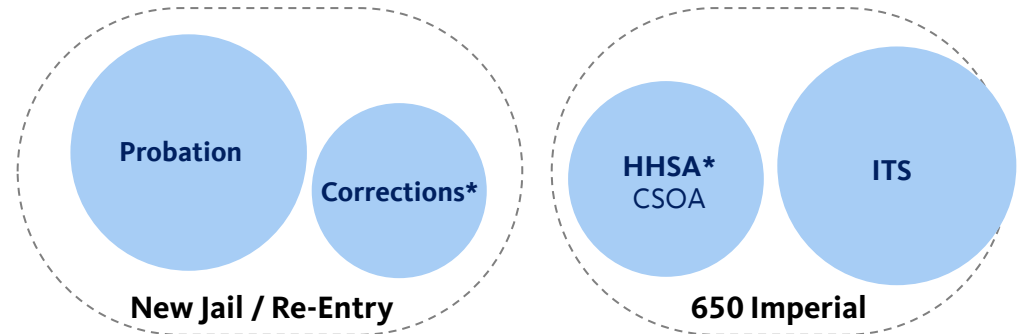 Probation
Corrections*
New Jail / Re-Entry
HHSA*
CSOA
ITS
650 Imperial